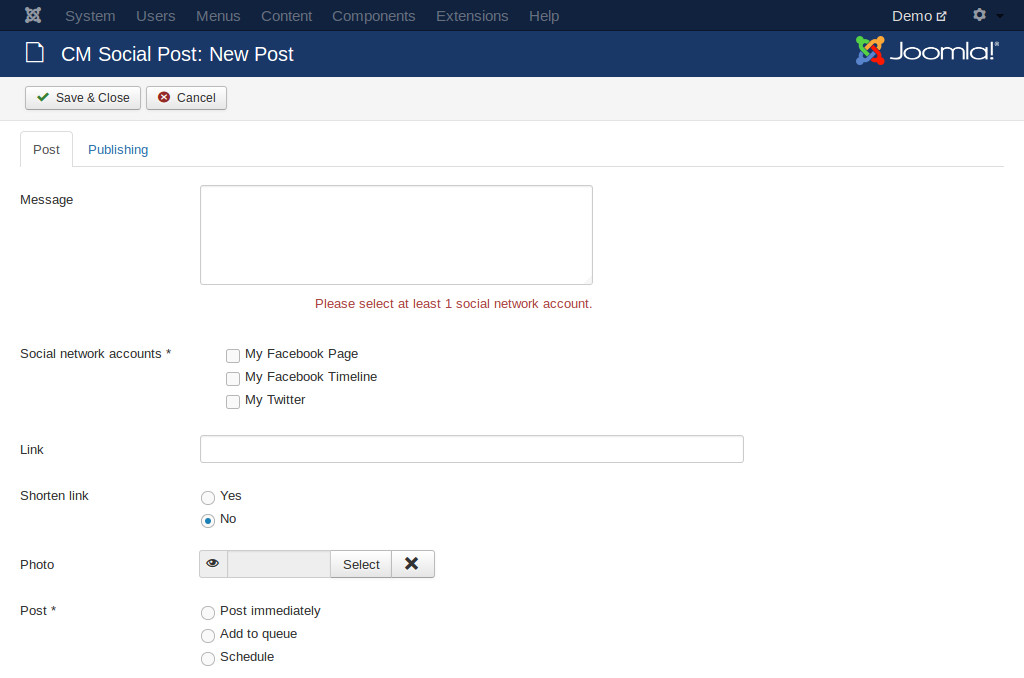 System Users Menus Content Components Extensions Help Demo
CM Social Post: New Post Joomla!®
Save & Close Cancel
Post Publishing
Message
Please select at least 1 social network account.
Social network accounts * My Facebook Page
My Facebook Timeline
My Twitter
Link
Shorten link Yes
No
Photo Select
Post * Post immediately
Add to queue
Schedule